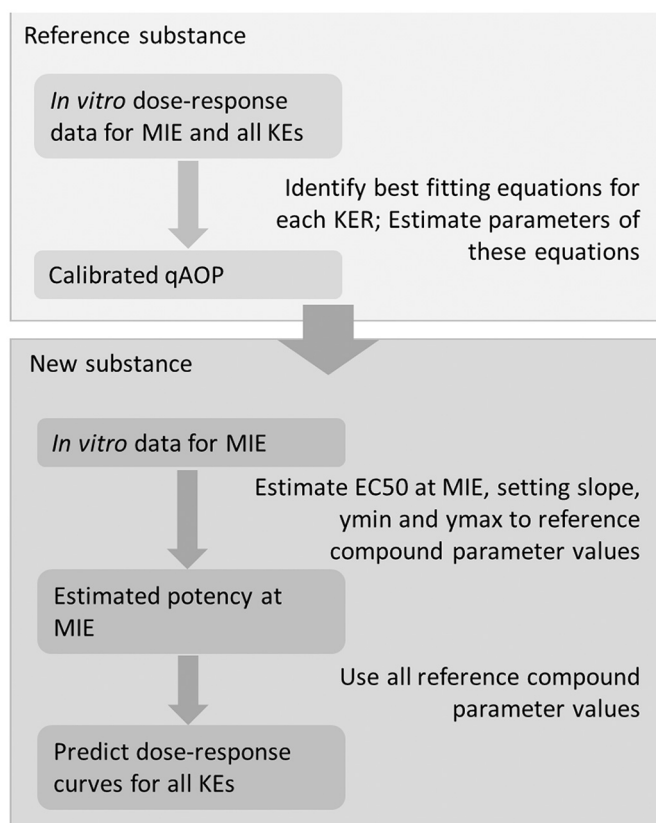 Reference substance
In vitro dose-response
data for MIE and all KEs
Identify best fitting equations for
each KER; Estimate parameters of
these equations
Calibrated qAOP
New substance
In vitro data for MIE
Estimate EC50 at MIE, setting slope,
ymin and ymax to reference
compound parameter values
Estimated potency at
MIE
Use all reference compound
parameter values
Predict dose-response
curves for all KEs